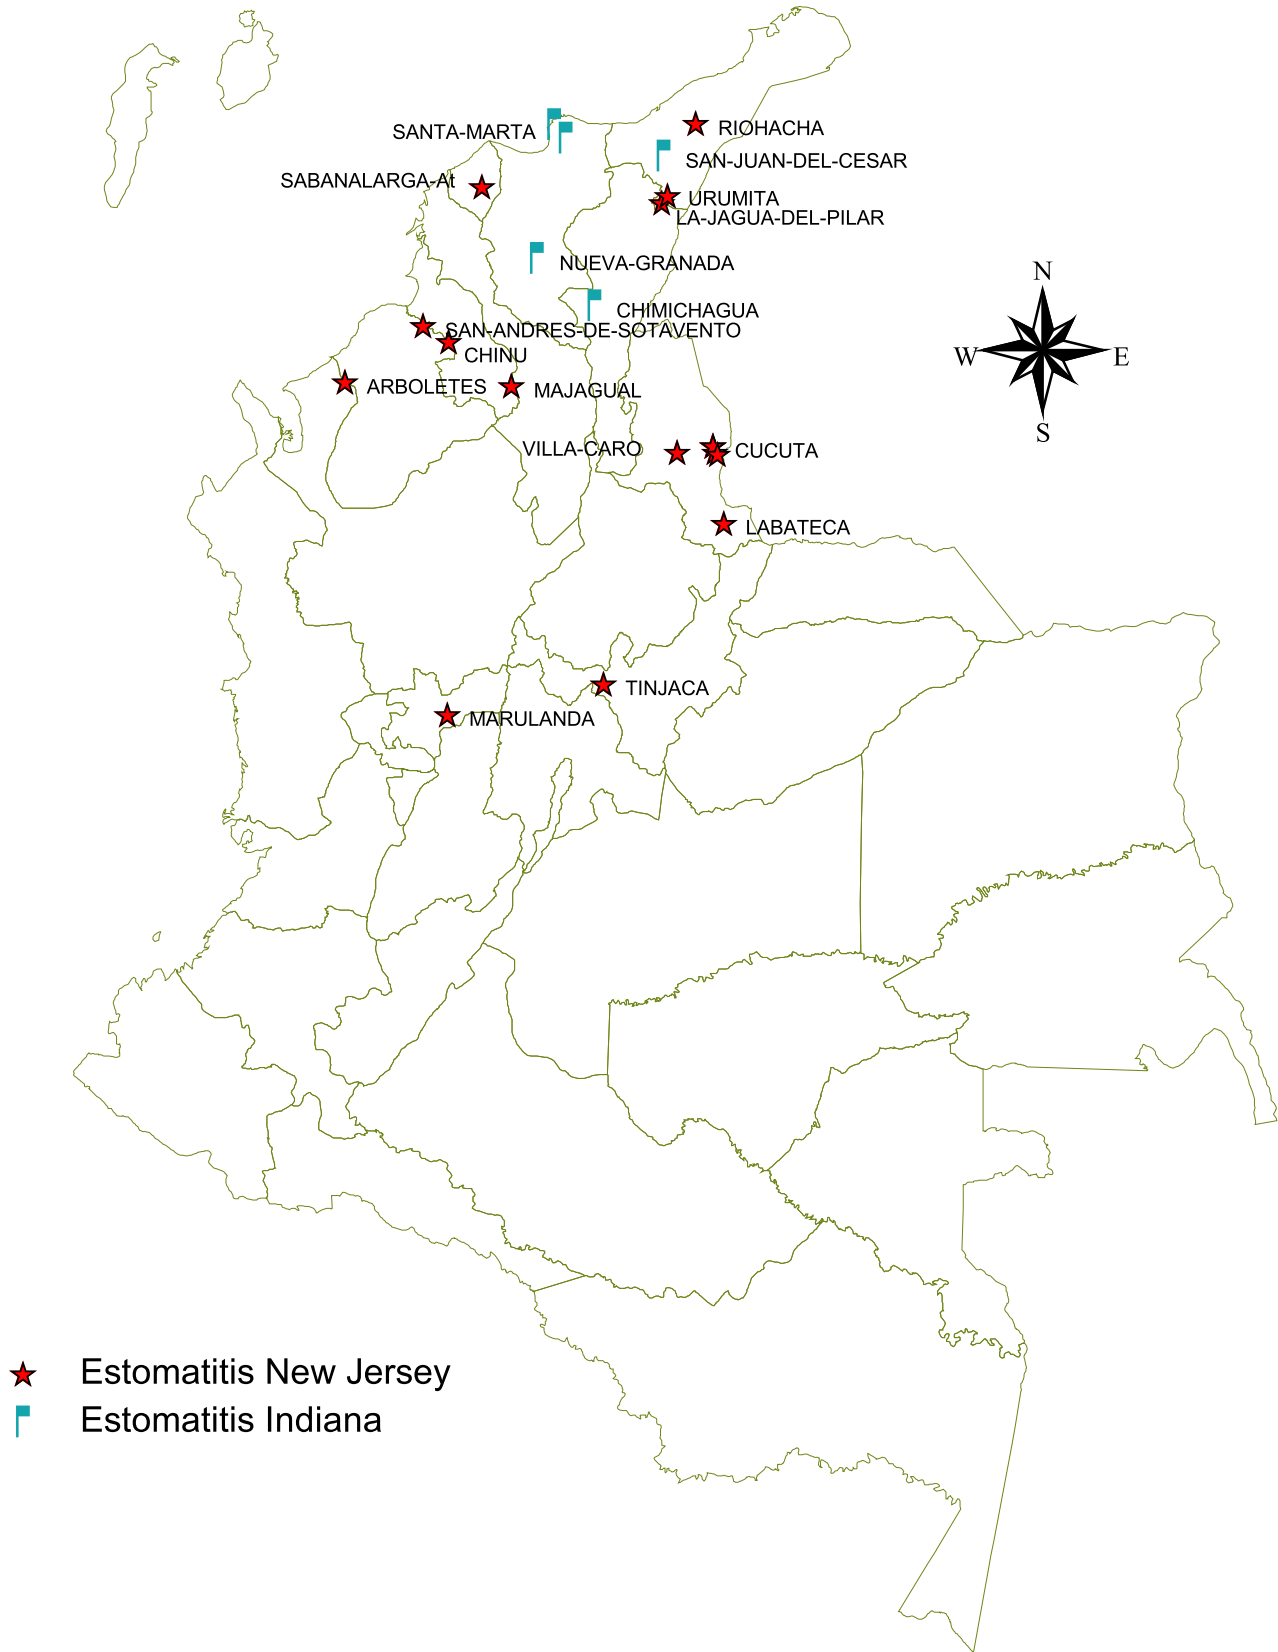 SANTA-MARTA
RIOHACHA
SAN-JUAN-DEL-CESAR
SABANALARGA-At
URUMITA
LA-JAGUA-DEL-PILAR
NUEVA-GRANADA
N
CHIMICHAGUA
SAN-ANDRES-DE-SOTAVENTO
CHINU
W
E
ARBOLETES
MAJAGUAL
S
VILLA-CARO
CUCUTA
LABATECA
TINJACA
MARULANDA
Estomatitis New Jersey
Estomatitis Indiana